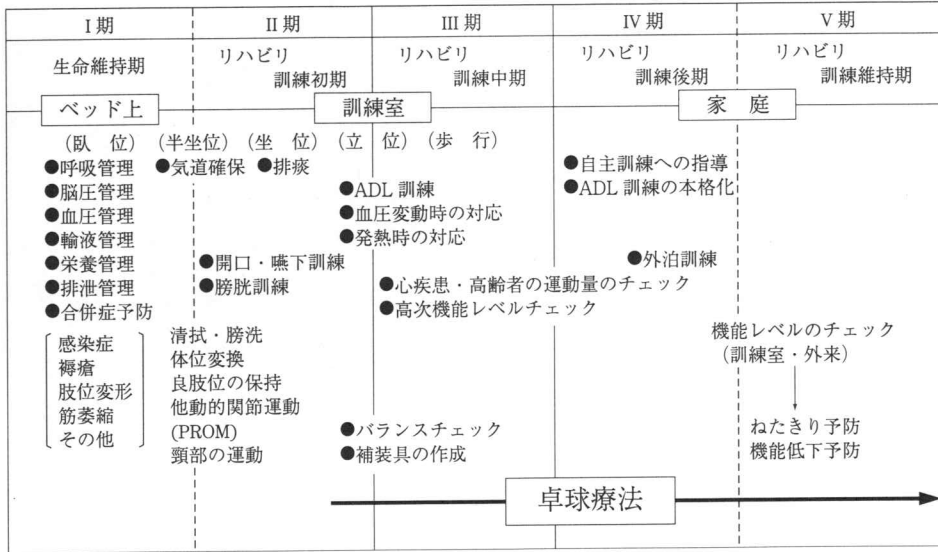 I 期
II 期
III 期
IV 期
V 期
生命維持期
リハビリ
訓練初期
リハビリ
訓練中期
リハビリ
訓練後期
リハビリ
訓練維持期
ベッド上
訓練室
家 庭
(臥 位) (半坐位) (坐 位) (立 位) (歩 行)
●呼吸管理
●脳圧管理
●血圧管理
●輸液管理
●栄養管理
●排泄管理
●合併症予防
感染症
褥瘡
肢位変形
筋萎縮
その他
●気道確保
●排痰
●開口・嚥下訓練
●膀胱訓練
清拭・膀洗
体位変換
良肢位の保持
他動的関節運動
(PROM)
頸部の運動
●ADL 訓練
●血圧変動時の対応
●発熱時の対応
●心疾患・高齢者の運動量のチェック
●高次機能レベルチェック
●バランスチェック
●補装具の作成
●自主訓練への指導
●ADL 訓練の本格化
●外泊訓練
機能レベルのチェック
(訓練室・外来)
ねたきり予防
機能低下予防
卓球療法